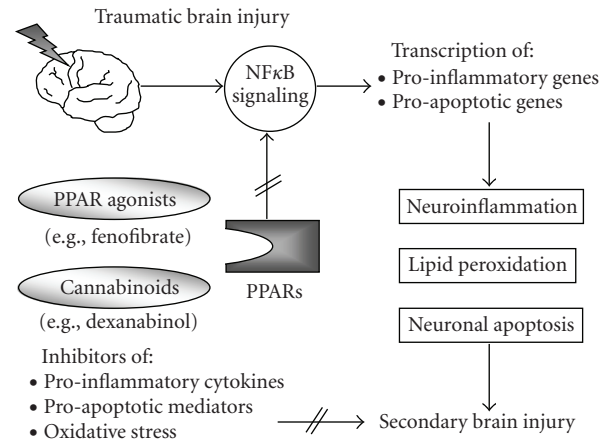 Traumatic brain injury
NFκB
signaling
Transcription of:
• Pro-inflammatory genes
• Pro-apoptotic genes
PPAR agonists
(e.g., fenofibrate)
Cannabinoids
(e.g., dexanabinol)
PPARs
Neuroinflammation
Lipid peroxidation
Neuronal apoptosis
Inhibitors of:
• Pro-inflammatory cytokines
• Pro-apoptotic mediators
• Oxidative stress
Secondary brain injury